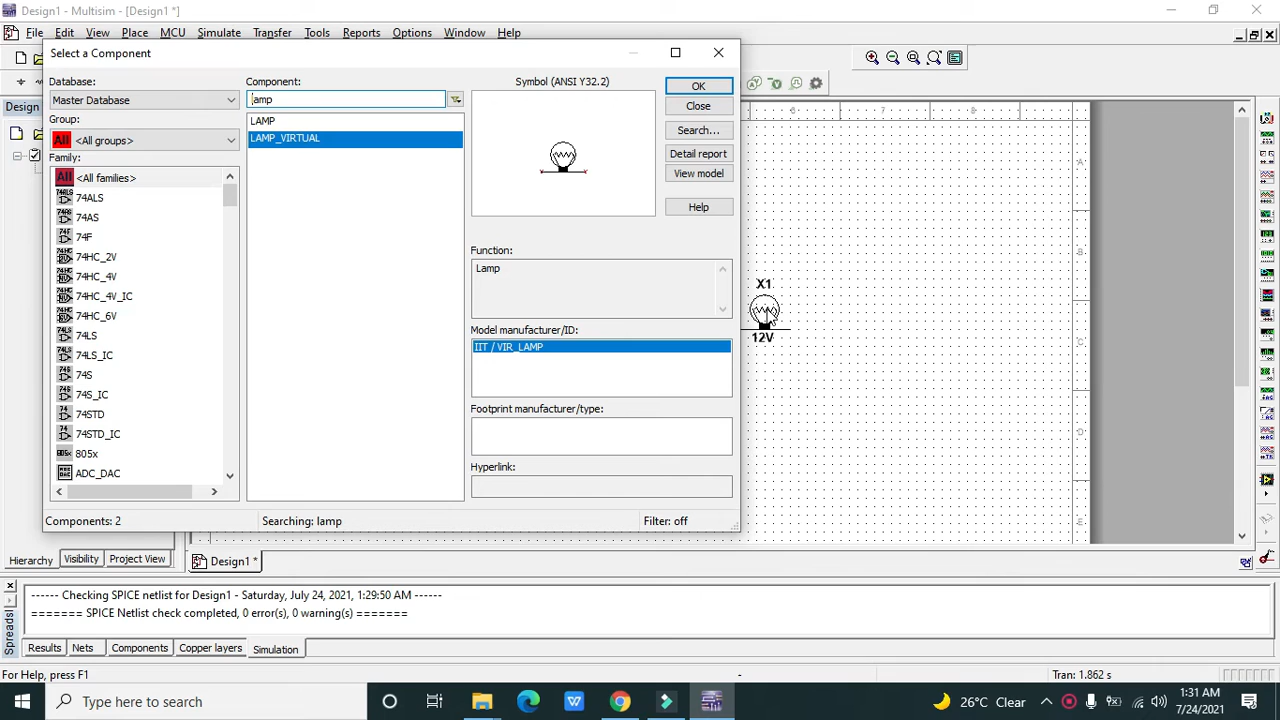 Design1 - Multisim - [Design1 *]
File Edit View Place MCU Simulate Transfer Tools Reports Options Window Help
Select a Component
Database:
Master Database
Group:
All <All groups>
Family:
All <All families>
74ALS
74AS
74F
74HC_2V
74HC_4V
74HC_4V_IC
74HC_6V
74LS
74LS_IC
74S
74S_IC
74STD
74STD_IC
805x
ADC_DAC
Component:
lamp
LAMP
LAMP_VIRTUAL
Symbol (ANSI Y32.2)
OK
Close
Search...
Detail report
View model
Help
Function:
Lamp
Model manufacturer/ID:
IIT / VIR_LAMP
Footprint manufacturer/type:
Hyperlink:
Components: 2
Searching: lamp
Filter: off
Design
6 7 8
A
B
C
D
E
X1
12V
Hierarchy Visibility Project View
Design1 *
------ Checking SPICE netlist for Design1 - Saturday, July 24, 2021, 1:29:50 AM ------
======= SPICE Netlist check completed, 0 error(s), 0 warning(s) =======
Spreadsl
Results Nets Components Copper layers Simulation
For Help, press F1
-
Tran: 1.862 s
Type here to search
26°C Clear
1:31 AM
7/24/2021